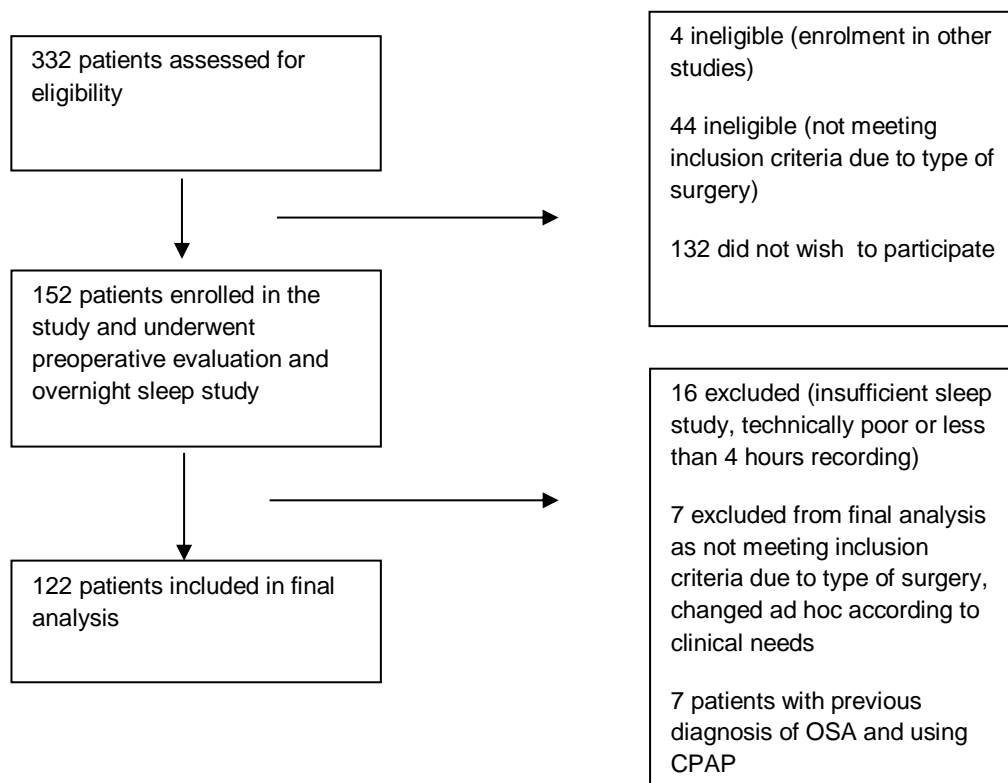 332 patients assessed for
eligibility
4 ineligible (enrolment in other
studies)
44 ineligible (not meeting
inclusion criteria due to type of
surgery)
132 did not wish  to participate
152 patients enrolled in the
study and underwent
preoperative evaluation and
overnight sleep study
16 excluded (insufficient sleep
study, technically poor or less
than 4 hours recording)
7 excluded from final analysis
as not meeting inclusion
criteria due to type of surgery,
changed ad hoc according to
clinical needs
7 patients with previous
diagnosis of OSA and using
CPAP
122 patients included in final
analysis